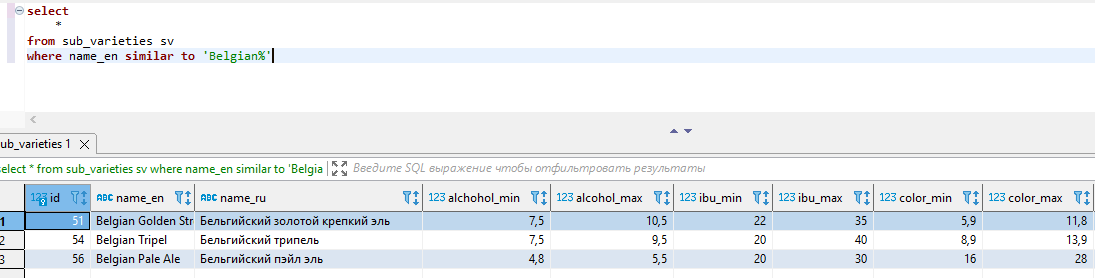 select
*
from sub_varieties sv
where name_en similar to 'Belgian%'
ub_varieties 1
select * from sub_varieties sv where name_en similar to 'Belgia Введите SQL выражение чтобы отфильтровать результаты
123 id ABC name_en ABC name_ru 123 alchohol_min 123 alcohol_max 123 ibu_min 123 ibu_max 123 color_min 123 color_max
1 51 Belgian Golden Str Бельгийский золотой крепкий эль 7,5 10,5 22 35 5,9 11,8
2 54 Belgian Tripel Бельгийский трипель 7,5 9,5 20 40 8,9 13,9
3 56 Belgian Pale Ale Бельгийский пэйл эль 4,8 5,5 20 30 16 28